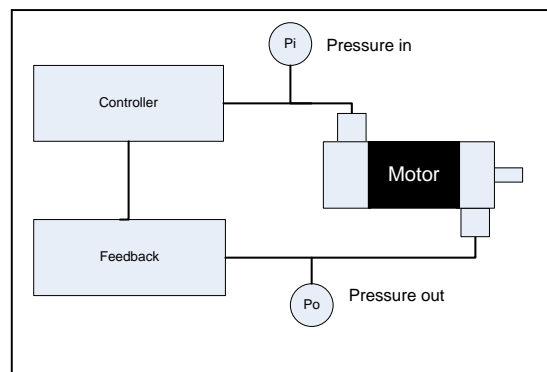 Pi
Pressure in
Controller
Motor
Feedback
Po
Pressure out